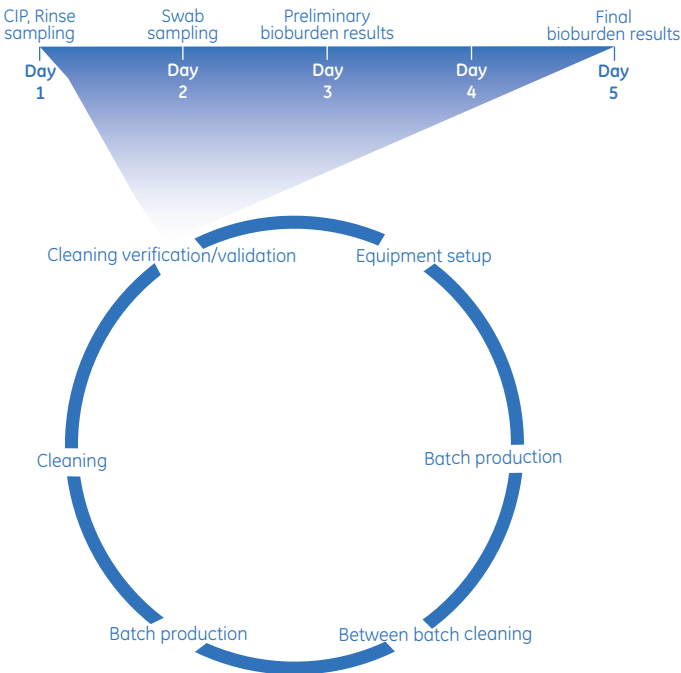 CIP, Rinse
sampling
Swab
sampling
Preliminary
bioburden results
Final
bioburden results
Day
1
Day
2
Day
3
Day
4
Day
5
Cleaning verification/validation
Equipment setup
Cleaning
Batch production
Batch production
Between batch cleaning